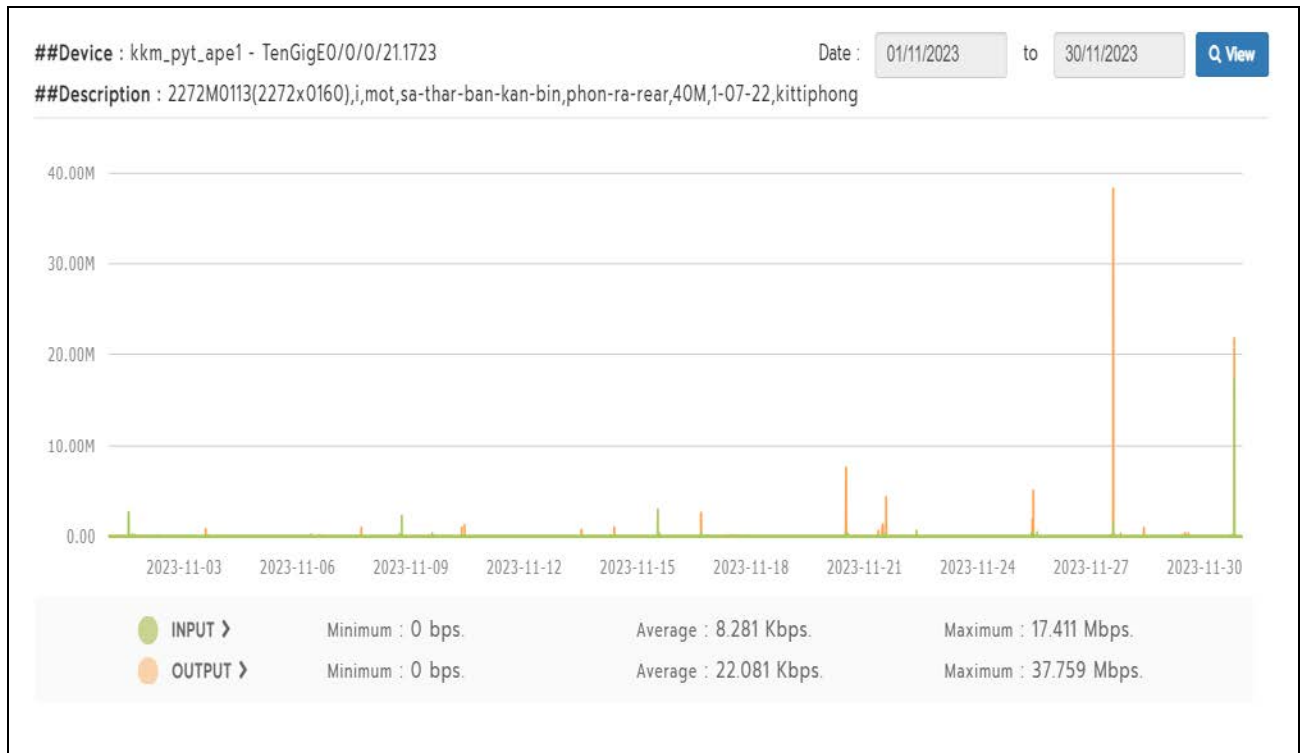 ##Device : kkm_pyt_ape1 - TenGigE0/0/0/21.1723 Date : 01/11/2023 to 30/11/2023 View
##Description : 2272M0113(2272x0160),i,mot,sa-thar-ban-kan-bin,phon-ra-rear,40M,1-07-22,kittiphong
40.00M
30.00M
20.00M
10.00M
0.00
2023-11-03 2023-11-06 2023-11-09 2023-11-12 2023-11-15 2023-11-18 2023-11-21 2023-11-24 2023-11-27 2023-11-30
INPUT ❯ Minimum : 0 bps. Average : 8.281 Kbps. Maximum : 17.411 Mbps.
OUTPUT ❯ Minimum : 0 bps. Average : 22.081 Kbps. Maximum : 37.759 Mbps.